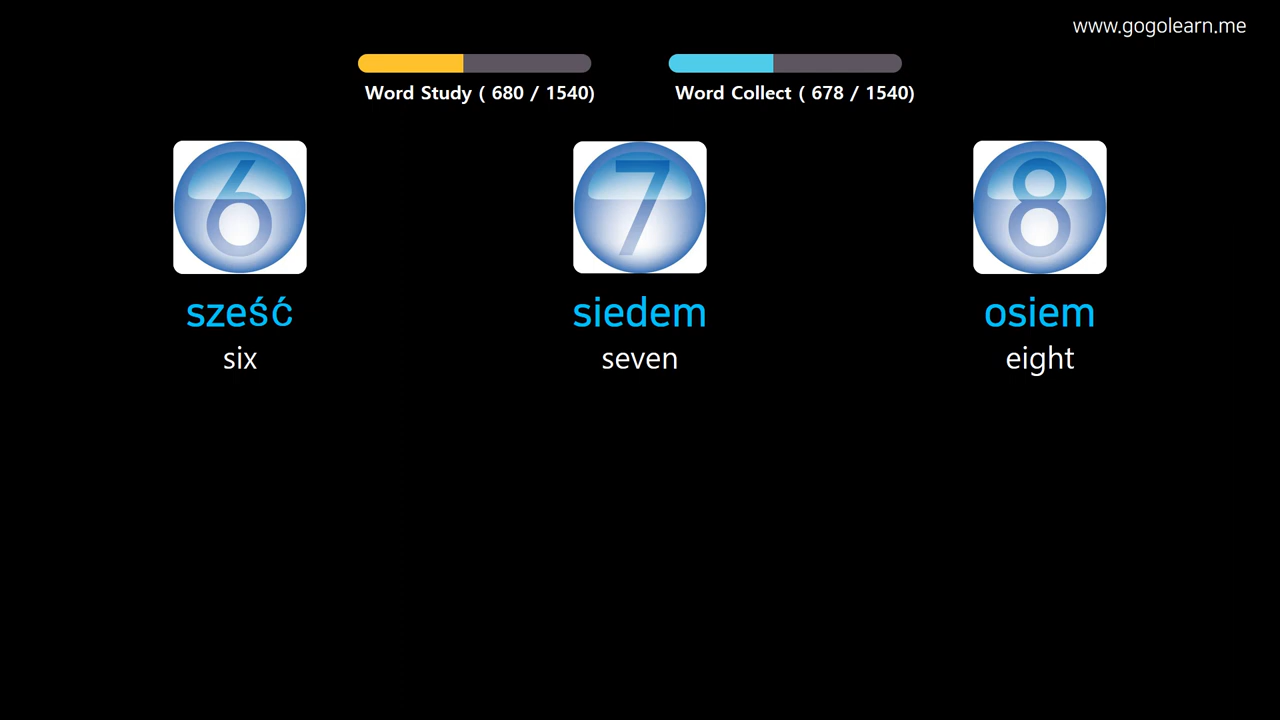 www.gogolearn.me
Word Study ( 680 / 1540)
Word Collect ( 678 / 1540)
6
7
8
sześć
siedem
osiem
six
seven
eight